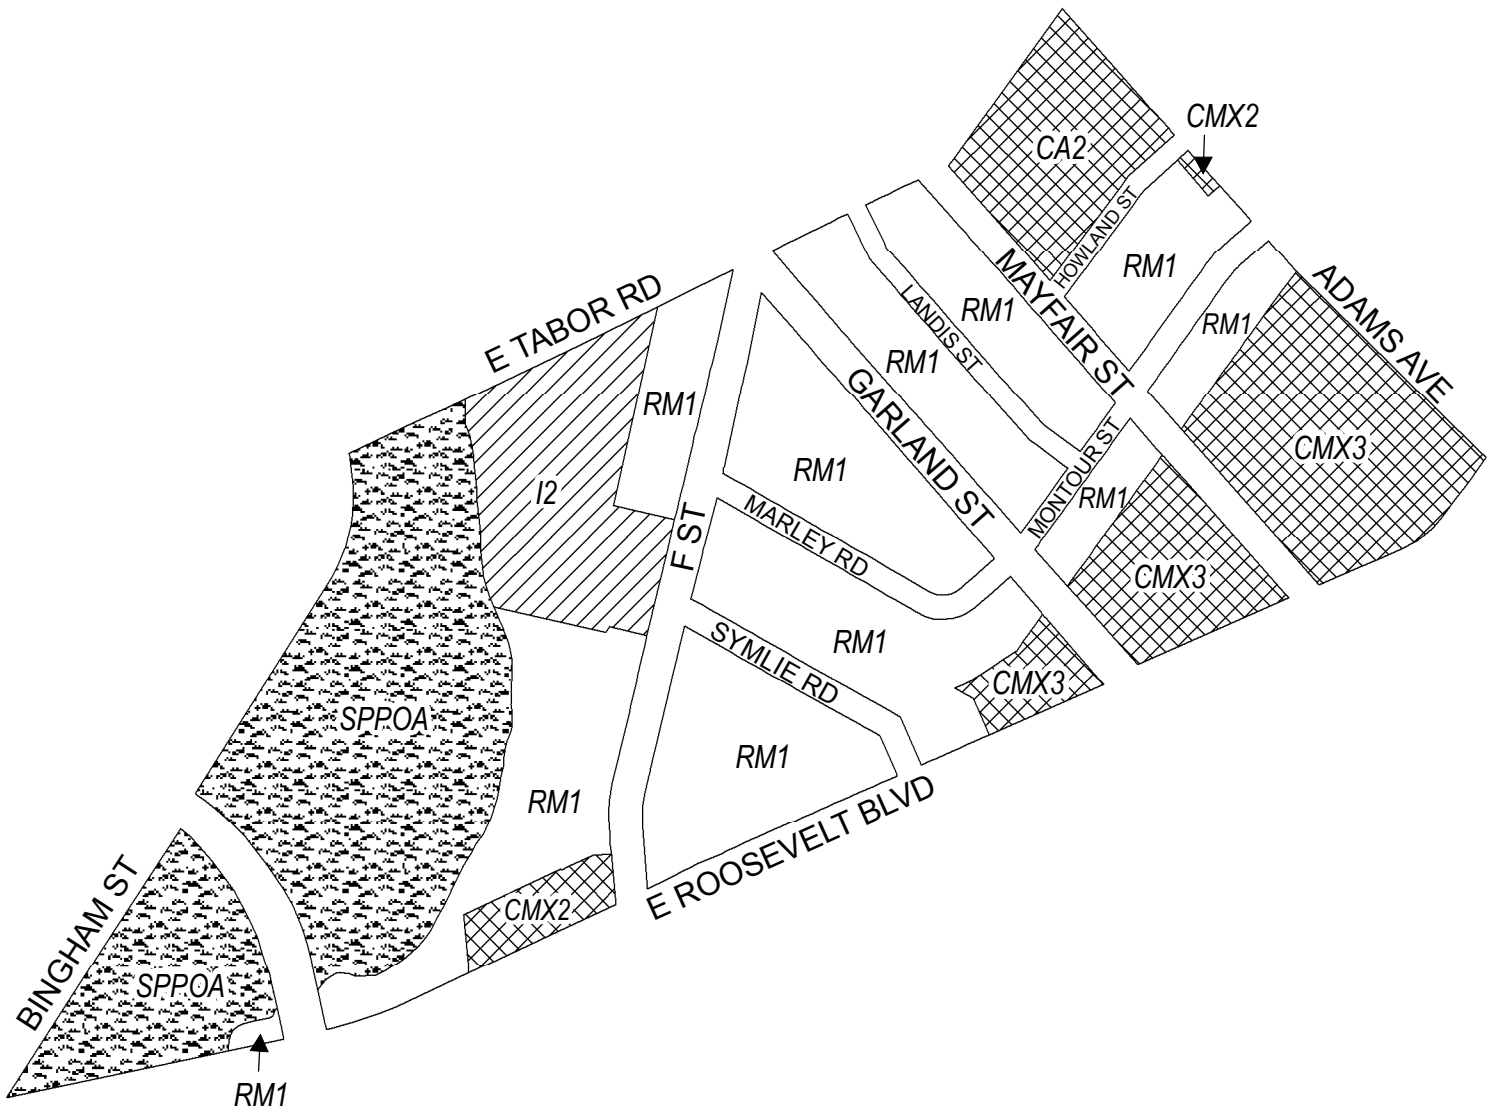 CMX2
CA2
HOWLAND ST
RM1
MAYFAIR ST
ADAMS AVE
E TABOR RD
RM1
LANDIS ST
RM1
RM1
GARLAND ST
RM1
CMX3
RM1
I2
MONTOUR ST
RM1
F ST
MARLEY RD
CMX3
RM1
SYMLIE RD
CMX3
SPPOA
RM1
RM1
E ROOSEVELT BLVD
CMX2
BINGHAM ST
SPPOA
RM1